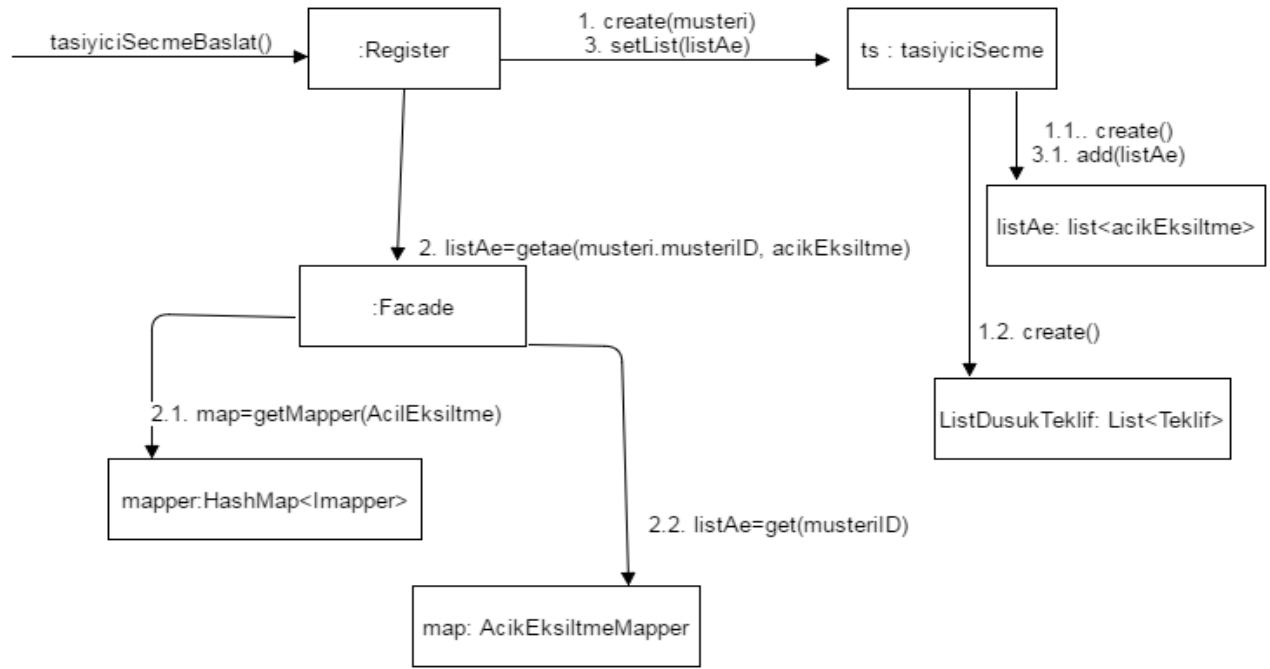 tasiyiciSecmeBaslat()
:Register
1. create(musteri)
3. setList(listAe)
ts : tasiyiciSecme
1.1.. create()
3.1. add(listAe)
listAe: list<acikEksiltme>
2. listAe=getae(musteri.musteriID, acikEksiltme)
:Facade
1.2. create()
ListDusukTeklif: List<Teklif>
2.1. map=getMapper(AcilEksiltme)
mapper:HashMap<Imapper>
2.2. listAe=get(musteriID)
map: AcikEksiltmeMapper